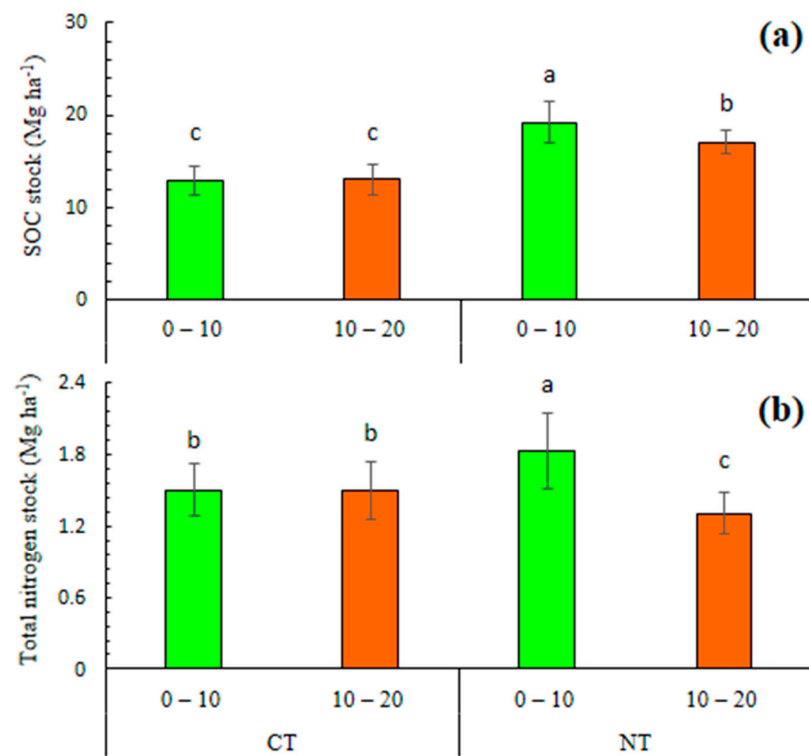 (a)
SOC stock (Mg ha⁻¹)
30
20
10
0
c
c
a
b
0 – 10
10 – 20
0 – 10
10 – 20
(b)
Total nitrogen stock (Mg ha⁻¹)
2.4
1.8
1.2
0.6
0
b
b
a
c
0 – 10
10 – 20
0 – 10
10 – 20
CT
NT